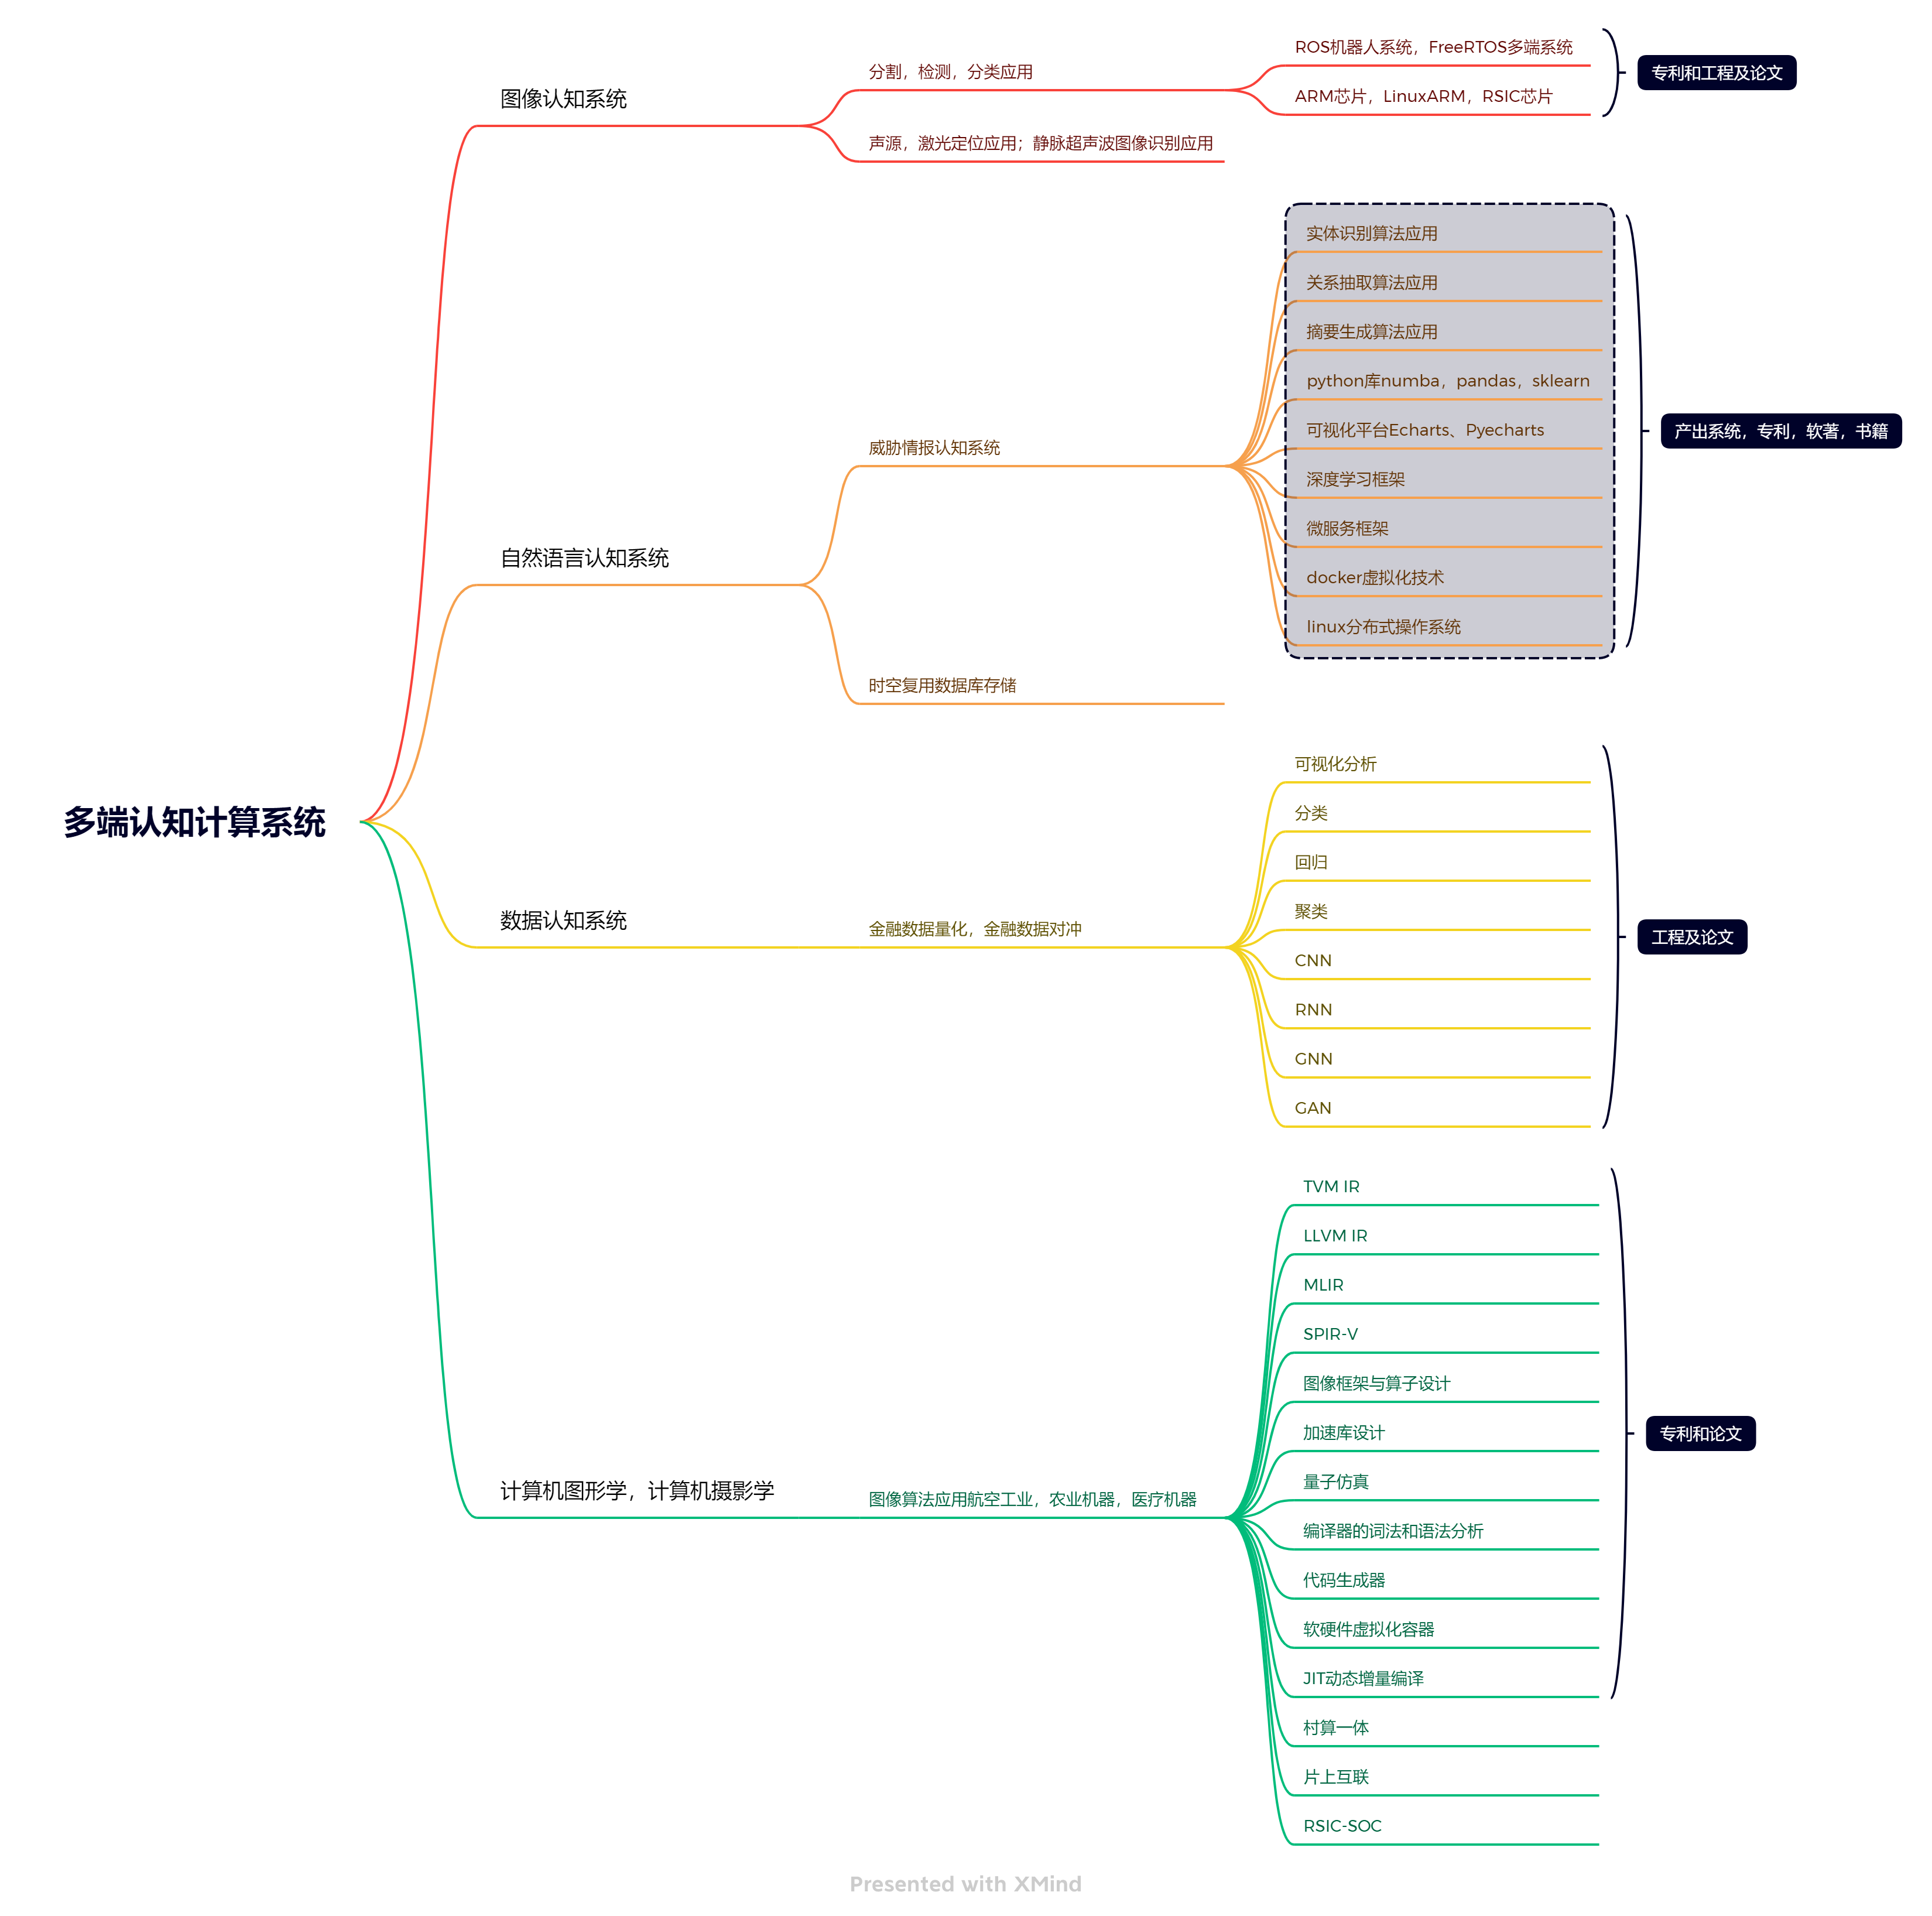 多端认知计算系统
图像认知系统
分割，检测，分类应用
ROS机器人系统，FreeRTOS多端系统
ARM芯片，LinuxARM，RSIC芯片
专利和工程及论文
声源，激光定位应用；静脉超声波图像识别应用
自然语言认知系统
威胁情报认知系统
实体识别算法应用
关系抽取算法应用
摘要生成算法应用
python库numba，pandas，sklearn
可视化平台Echarts、Pyecharts
深度学习框架
微服务框架
docker虚拟化技术
linux分布式操作系统
产出系统，专利，软著，书籍
时空复用数据库存储
数据认知系统
金融数据量化，金融数据对冲
可视化分析
分类
回归
聚类
CNN
RNN
GNN
GAN
工程及论文
计算机图形学，计算机摄影学
图像算法应用航空工业，农业机器，医疗机器
TVM IR
LLVM IR
MLIR
SPIR-V
图像框架与算子设计
加速库设计
量子仿真
编译器的词法和语法分析
代码生成器
软硬件虚拟化容器
JIT动态增量编译
村算一体
片上互联
RSIC-SOC
专利和论文
Presented with XMind